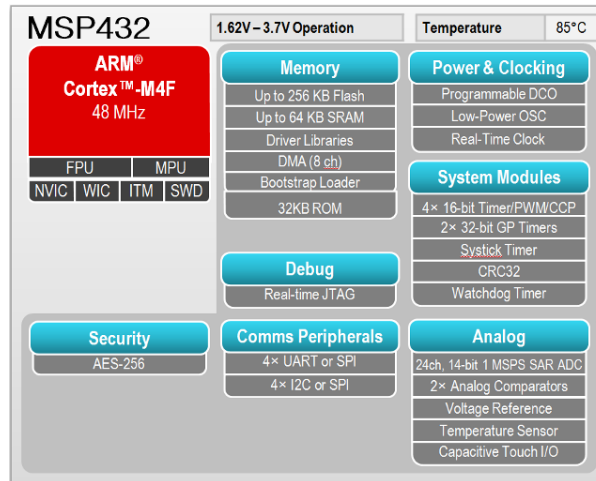 MSP432
1.62V – 3.7V Operation
Temperature
85°C
ARM®
Cortex™-M4F
48 MHz
FPU
MPU
NVIC
WIC
ITM
SWD
Memory
Up to 256 KB Flash
Up to 64 KB SRAM
Driver Libraries
DMA (8 ch)
Bootstrap Loader
32KB ROM
Power & Clocking
Programmable DCO
Low-Power OSC
Real-Time Clock
System Modules
4× 16-bit Timer/PWM/CCP
2× 32-bit GP Timers
Systick Timer
CRC32
Watchdog Timer
Debug
Real-time JTAG
Security
AES-256
Comms Peripherals
4× UART or SPI
4× I2C or SPI
Analog
24ch, 14-bit 1 MSPS SAR ADC
2× Analog Comparators
Voltage Reference
Temperature Sensor
Capacitive Touch I/O